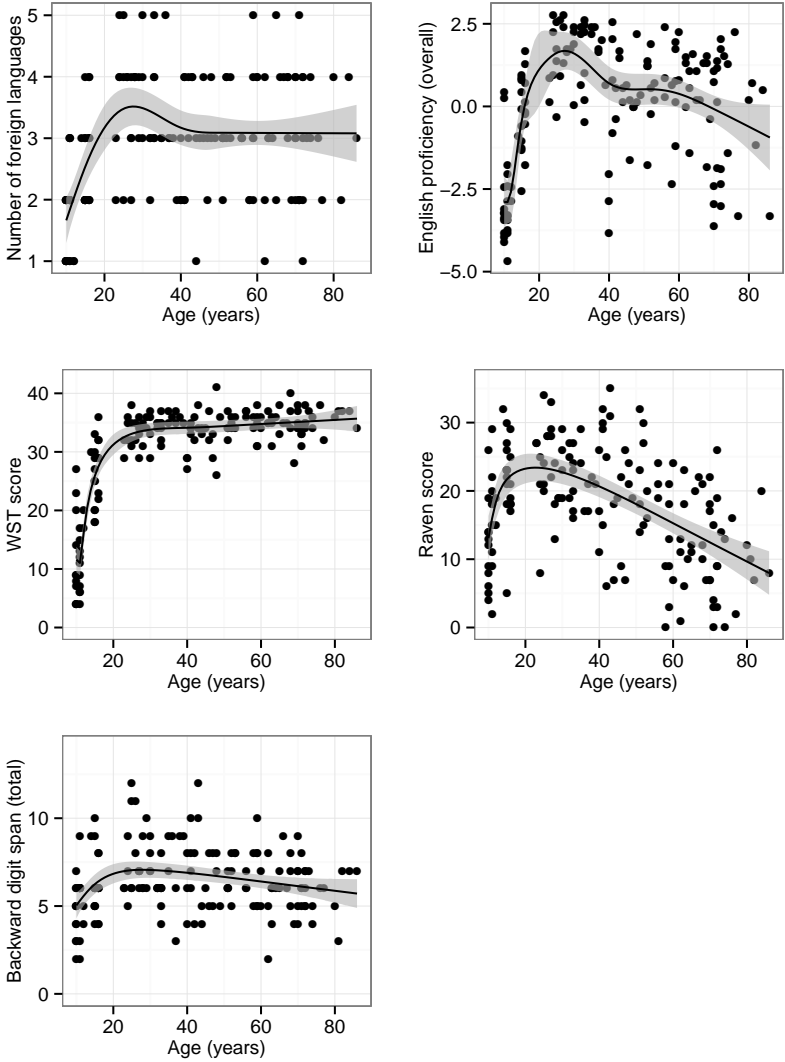 Number of foreign languages
5
4
3
2
1
20 40 60 80
Age (years)
English proficiency (overall)
2.5
0.0
−2.5
−5.0
20 40 60 80
Age (years)
WST score
40
30
20
10
0
20 40 60 80
Age (years)
Raven score
30
20
10
0
20 40 60 80
Age (years)
Backward digit span (total)
10
5
0
20 40 60 80
Age (years)